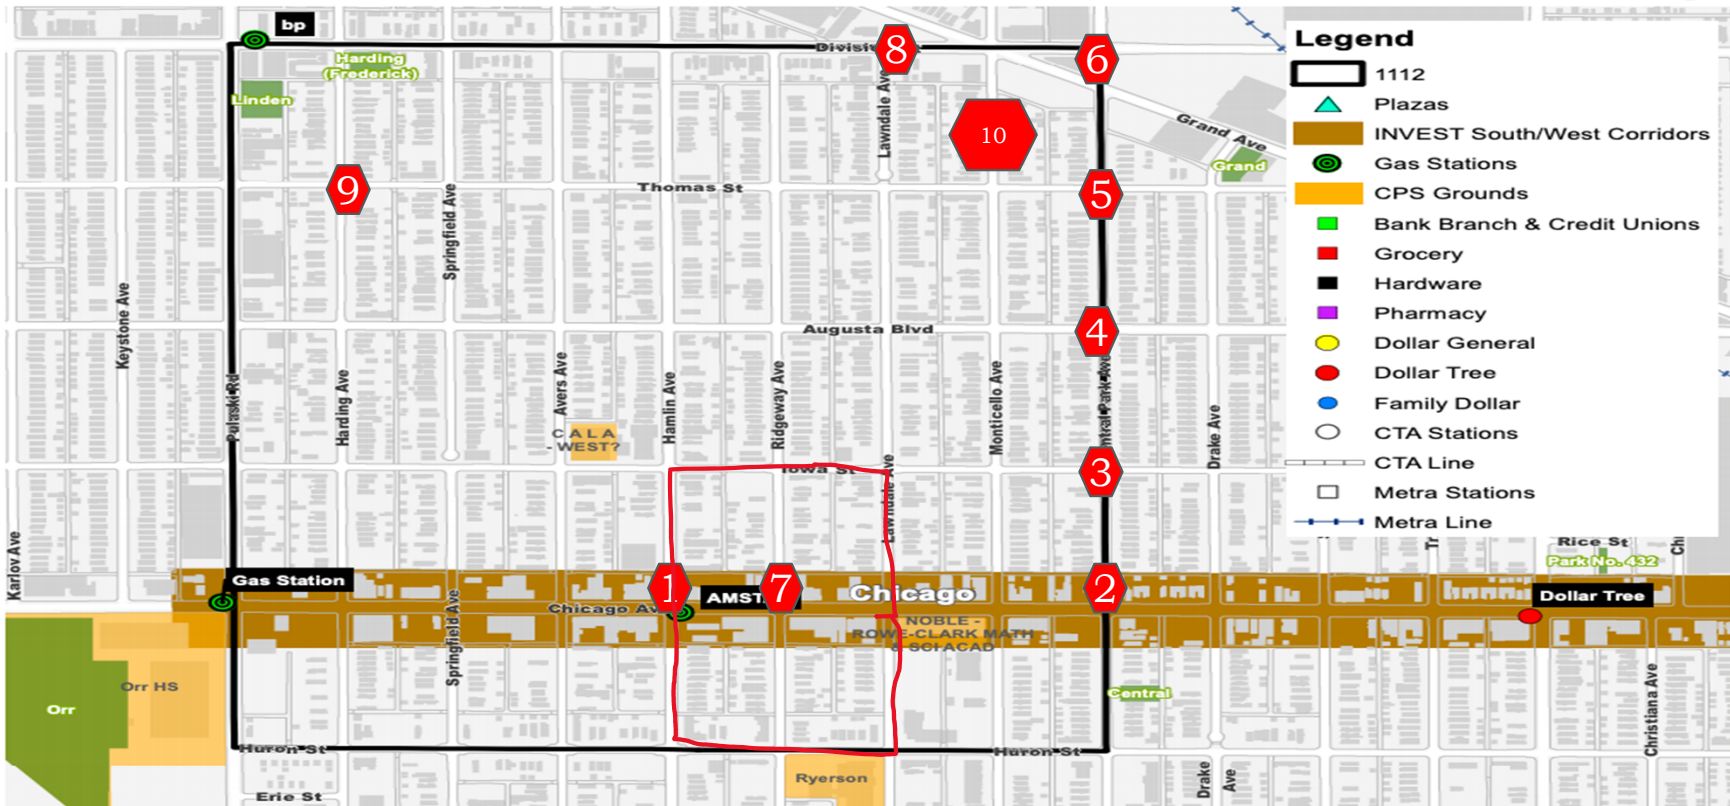 bp
Harding
(Frederick)
Linden
8
6
Lawndale Ave
10
Grand Ave
Grand
9
Thomas St
5
Springfield Ave
Keystone Ave
Augusta Blvd
4
Pulaski Rd
Harding Ave
Avers Ave
Hamlin Ave
Ridgeway Ave
Monticello Ave
Drake Ave
C A L A
- WEST?
Iowa St
Lawndale Ave
3
Karlov Ave
Gas Station
1
7
Chicago
2
Chicago
NOBLE -
ROWE-CLARK MATH
& SCI ACAD
Springfield Ave
Dollar Tree
Rice St
Park No. 432
Orr HS
Orr
Central
Christiana Ave
Huron St
Huron St
Ryerson
Drake
Ave
Erie St
Legend
1112
Plazas
INVEST South/West Corridors
Gas Stations
CPS Grounds
Bank Branch & Credit Unions
Grocery
Hardware
Pharmacy
Dollar General
Dollar Tree
Family Dollar
CTA Stations
CTA Line
Metra Stations
Metra Line